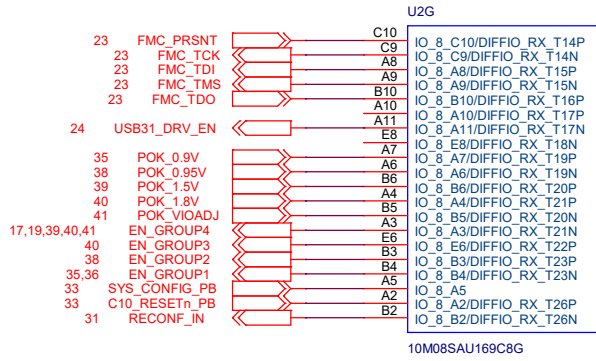 U2G
23 FMC_PRSNT C10 IO_8_C10/DIFFIO_RX_T14P
23 FMC_TCK C9 IO_8_C9/DIFFIO_RX_T14N
23 FMC_TDI A8 IO_8_A8/DIFFIO_RX_T15P
23 FMC_TMS A9 IO_8_A9/DIFFIO_RX_T15N
23 FMC_TDO B10 IO_8_B10/DIFFIO_RX_T16P
A10 IO_8_A10/DIFFIO_RX_T17P
24 USB31_DRV_EN A11 IO_8_A11/DIFFIO_RX_T17N
E8 IO_8_E8/DIFFIO_RX_T18N
35 POK_0.9V A7 IO_8_A7/DIFFIO_RX_T19P
38 POK_0.95V A6 IO_8_A6/DIFFIO_RX_T19N
39 POK_1.5V B6 IO_8_B6/DIFFIO_RX_T20P
40 POK_1.8V A4 IO_8_A4/DIFFIO_RX_T21P
41 POK_VIOADJ B5 IO_8_B5/DIFFIO_RX_T20N
17,19,39,40,41 EN_GROUP4 A3 IO_8_A3/DIFFIO_RX_T21N
40 EN_GROUP3 E6 IO_8_E6/DIFFIO_RX_T22P
38 EN_GROUP2 B3 IO_8_B3/DIFFIO_RX_T23P
35,36 EN_GROUP1 B4 IO_8_B4/DIFFIO_RX_T23N
33 SYS_CONFIG_PB A5 IO_8_A5
33 C10_RESETn_PB A2 IO_8_A2/DIFFIO_RX_T26P
31 RECONF_IN B2 IO_8_B2/DIFFIO_RX_T26N
10M08SAU169C8G